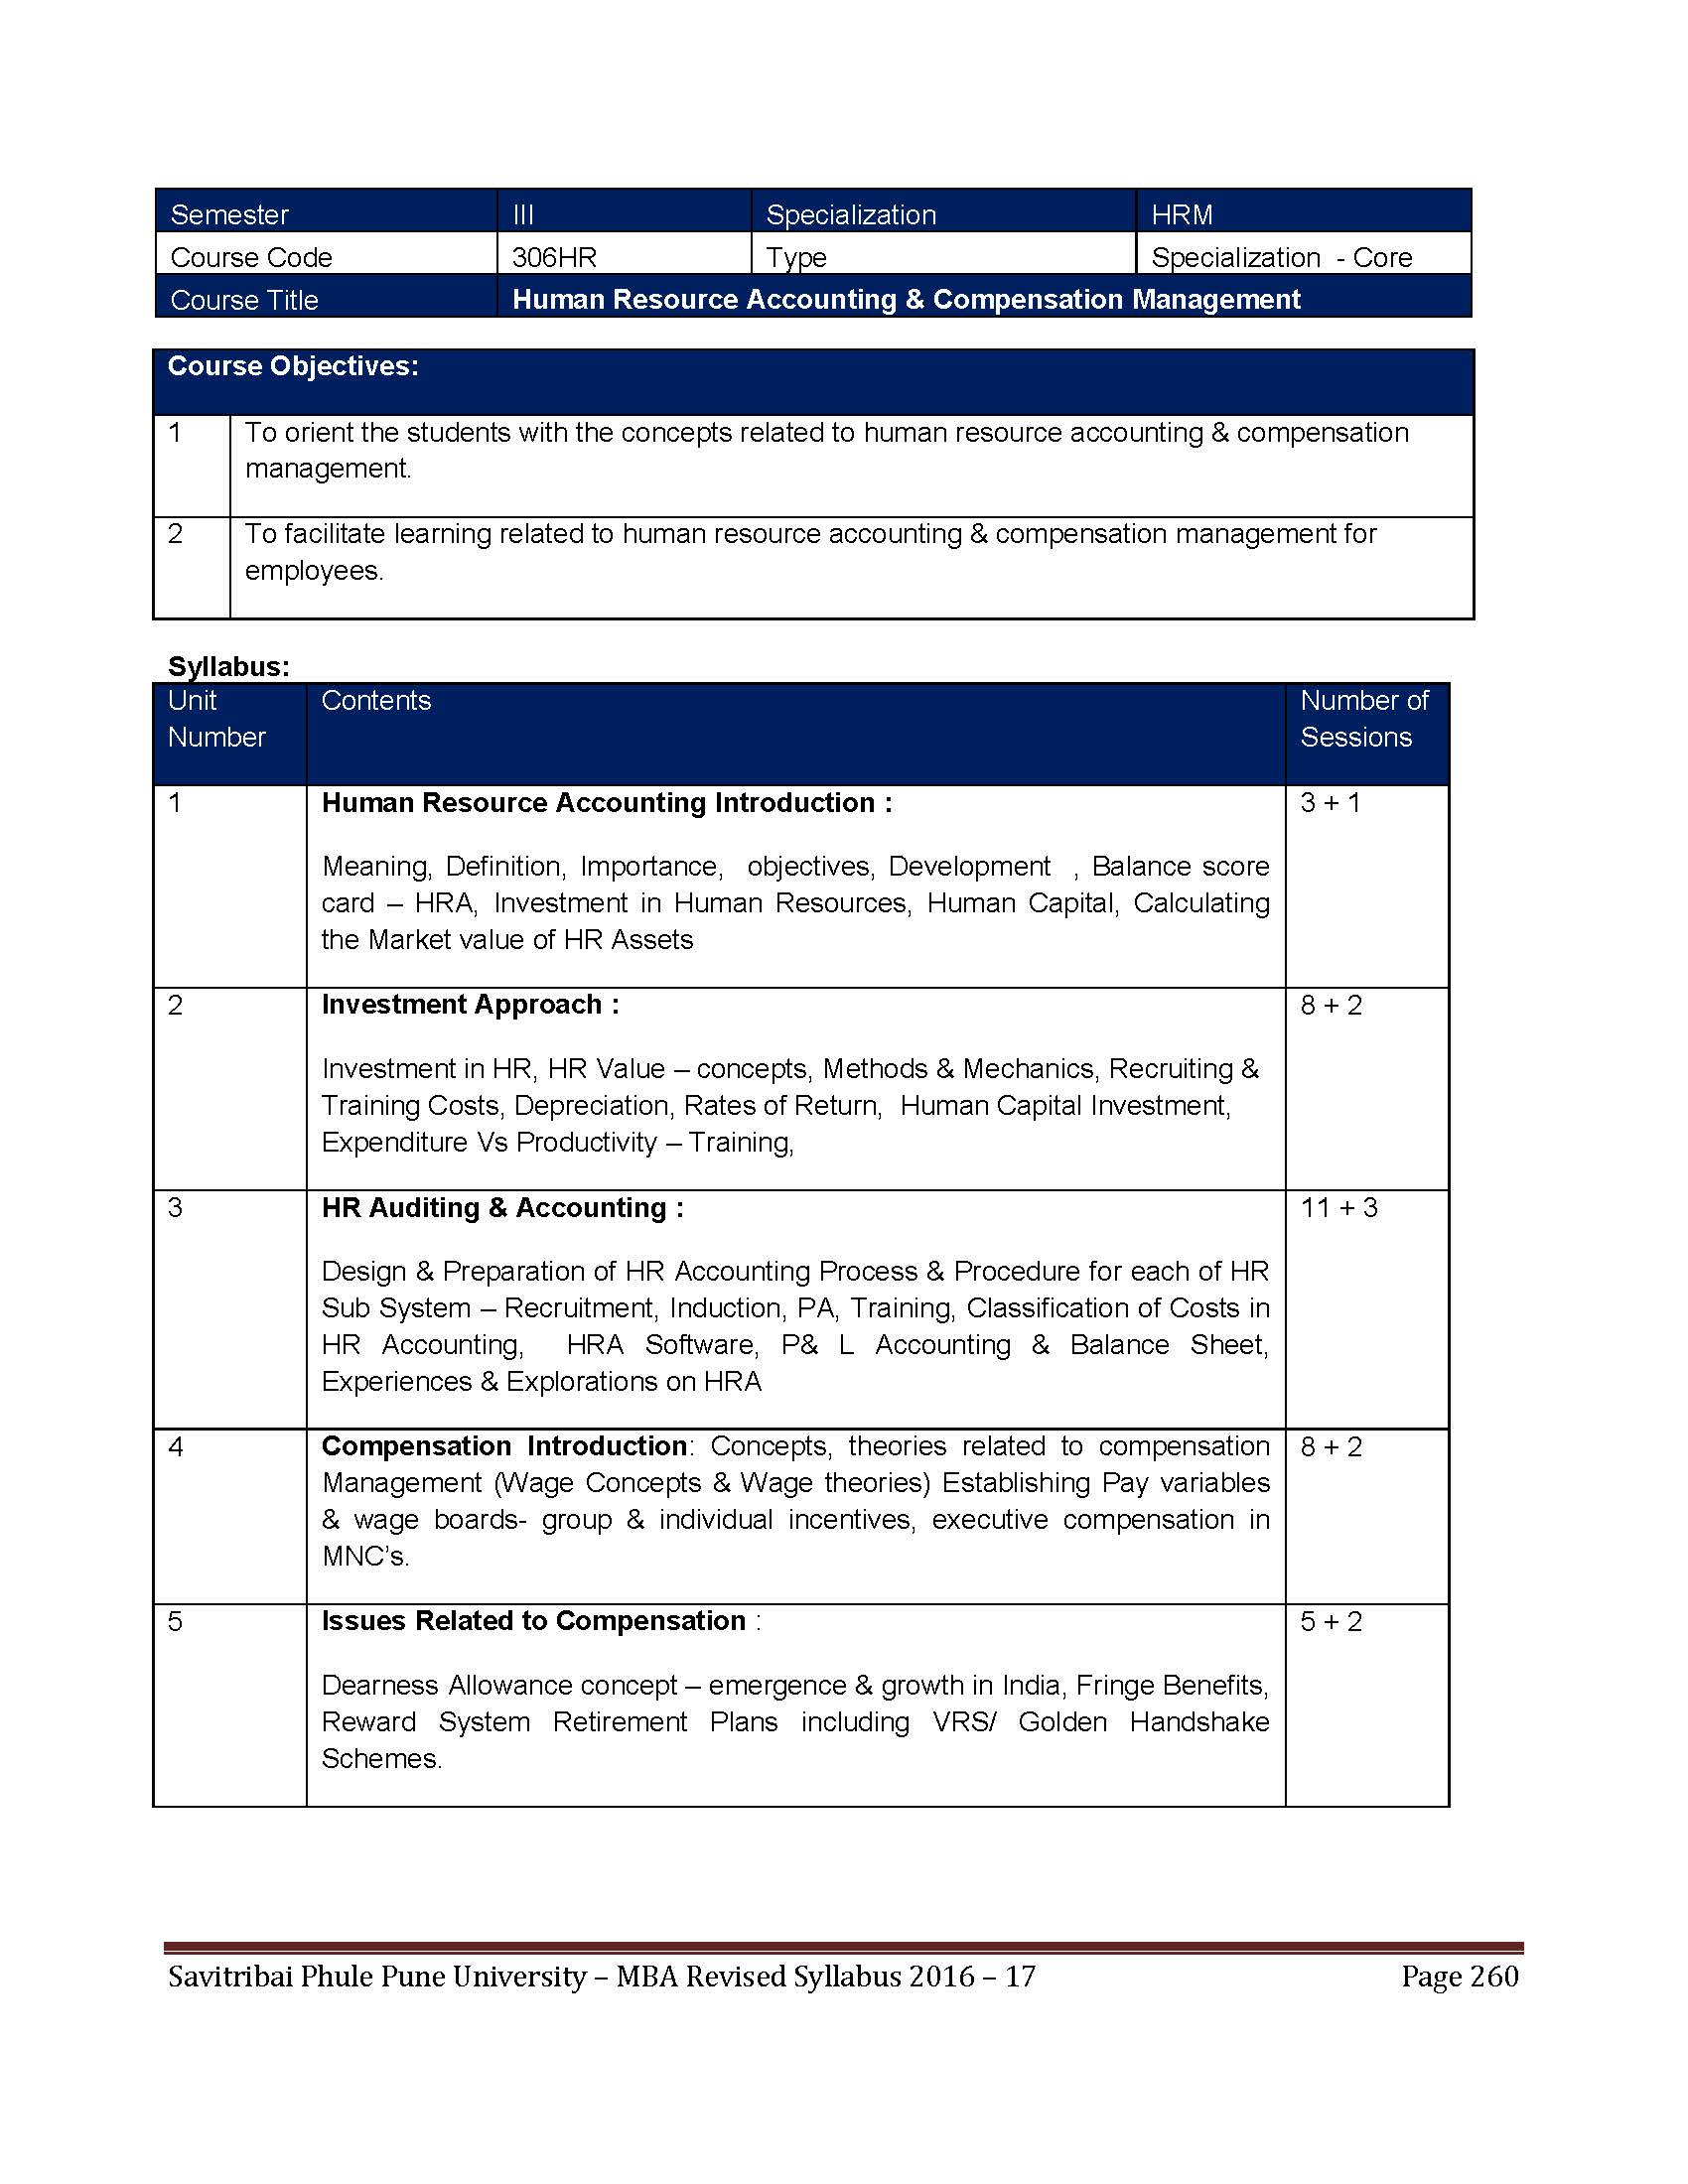 Semester III Specialization HRM
Course Code 306HR Type Specialization - Core
Course Title Human Resource Accounting & Compensation Management
Course Objectives:
1 To orient the students with the concepts related to human resource accounting & compensation
management.
2 To facilitate learning related to human resource accounting & compensation management for
employees.
Syllabus:
Unit Contents Number of
Number Sessions
1 Human Resource Accounting Introduction : 3 + 1
Meaning, Definition, Importance, objectives, Development , Balance score
card – HRA, Investment in Human Resources, Human Capital, Calculating
the Market value of HR Assets
2 Investment Approach : 8 + 2
Investment in HR, HR Value – concepts, Methods & Mechanics, Recruiting &
Training Costs, Depreciation, Rates of Return, Human Capital Investment,
Expenditure Vs Productivity – Training,
3 HR Auditing & Accounting : 11 + 3
Design & Preparation of HR Accounting Process & Procedure for each of HR
Sub System – Recruitment, Induction, PA, Training, Classification of Costs in
HR Accounting, HRA Software, P& L Accounting & Balance Sheet,
Experiences & Explorations on HRA
4 Compensation Introduction: Concepts, theories related to compensation 8 + 2
Management (Wage Concepts & Wage theories) Establishing Pay variables
& wage boards- group & individual incentives, executive compensation in
MNC’s.
5 Issues Related to Compensation : 5 + 2
Dearness Allowance concept – emergence & growth in India, Fringe Benefits,
Reward System Retirement Plans including VRS/ Golden Handshake
Schemes.
Savitribai Phule Pune University – MBA Revised Syllabus 2016 – 17 Page 260